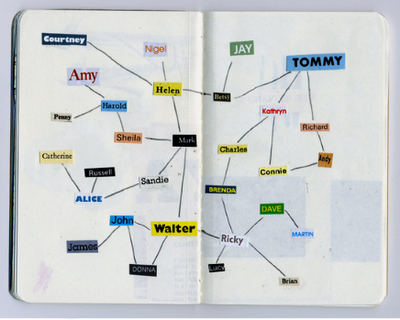 Courtney
Nigel
Amy
Helen
Harold
Penny
Sheila
Mark
Catherine
Russell
Sandie
ALICE
John
Walter
James
DONNA
JAY
TOMMY
Betsy
Kathryn
Richard
Charles
Andy
Connie
BRENDA
DAVE
Ricky
MARTIN
LUCY
Brian